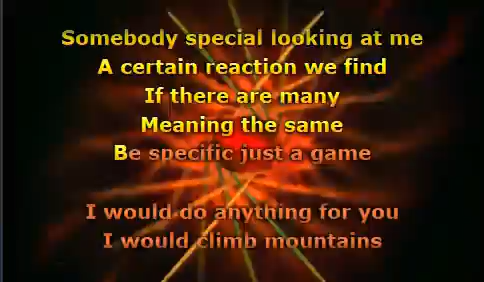 Somebody special looking at me
A certain reaction we find
If there are many
Meaning the same
Be specific just a game
I would do anything for you
I would climb mountains